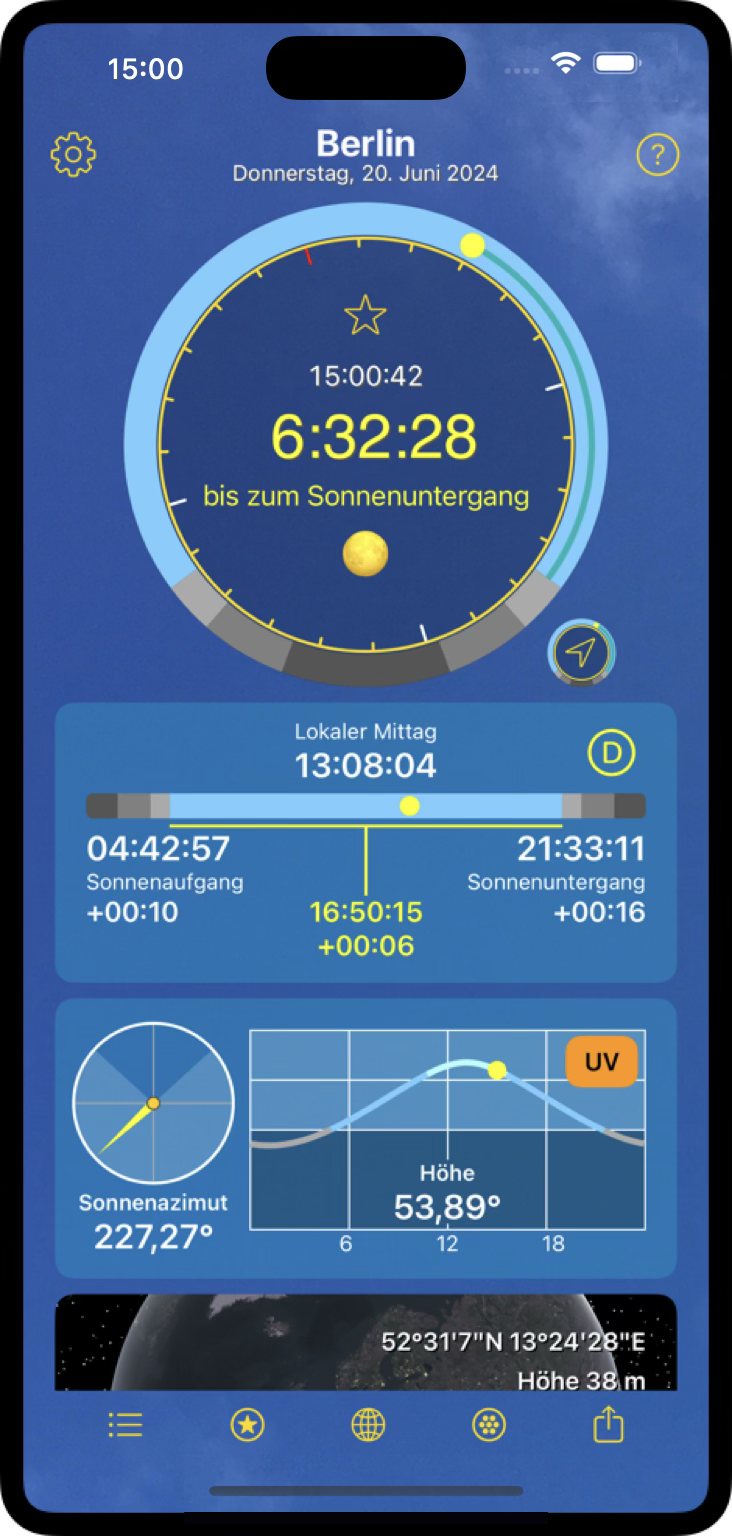 15:00
Berlin
?
Donnerstag, 20. Juni 2024
15:00:42
6:32:28
bis zum Sonnenuntergang
Lokaler Mittag
13:08:04
D
04:42:57
21:33:11
Sonnenaufgang
Sonnenuntergang
+00:10
16:50:15
+00:16
+00:06
UV
Höhe
53,89°
Sonnenazimut
227,27°
6
12
18
52°31'7"N 13°24'28"E
Höhe 38 m